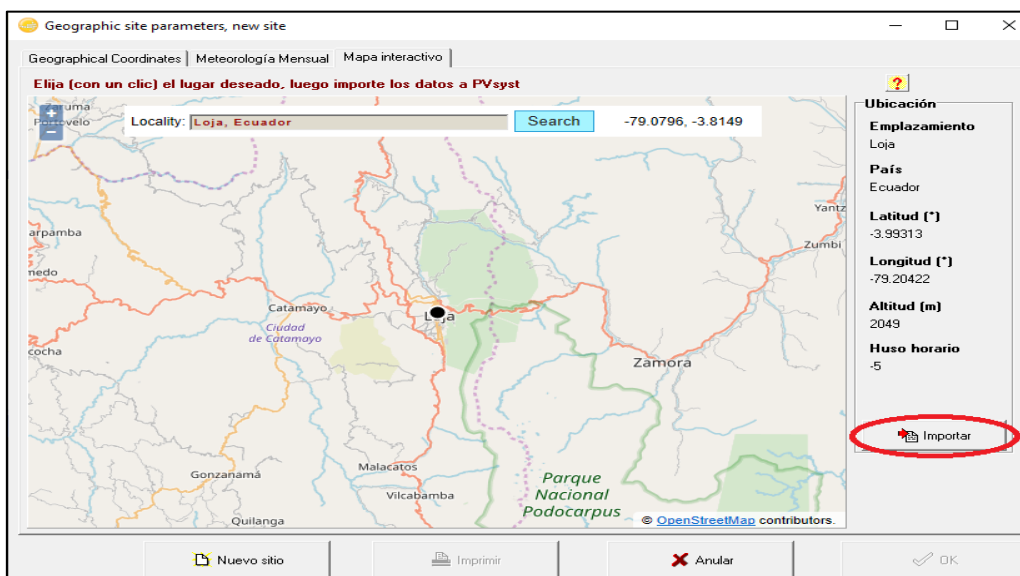 Geographic site parameters, new site
Geographical Coordinates
Meteorología Mensual
Mapa interactivo
Elija (con un clic) el lugar deseado, luego importe los datos a PVsyst
?
+
−
Zaruma
Portovelo
Locality: Loja, Ecuador
Search
-79.0796, -3.8149
Yantz
arpamba
Zumbi
medo
Catamayo
Loja
Ciudad
de Catamayo
cocha
Zamora
Gonzanamá
Malacatos
Vilcabamba
Quilanga
Parque
Nacional
Podocarpus
© OpenStreetMap contributors.
Ubicación
Emplazamiento
Loja
País
Ecuador
Latitud (°)
-3.99313
Longitud (°)
-79.20422
Altitud (m)
2049
Huso horario
-5
Importar
Nuevo sitio
Imprimir
Anular
OK